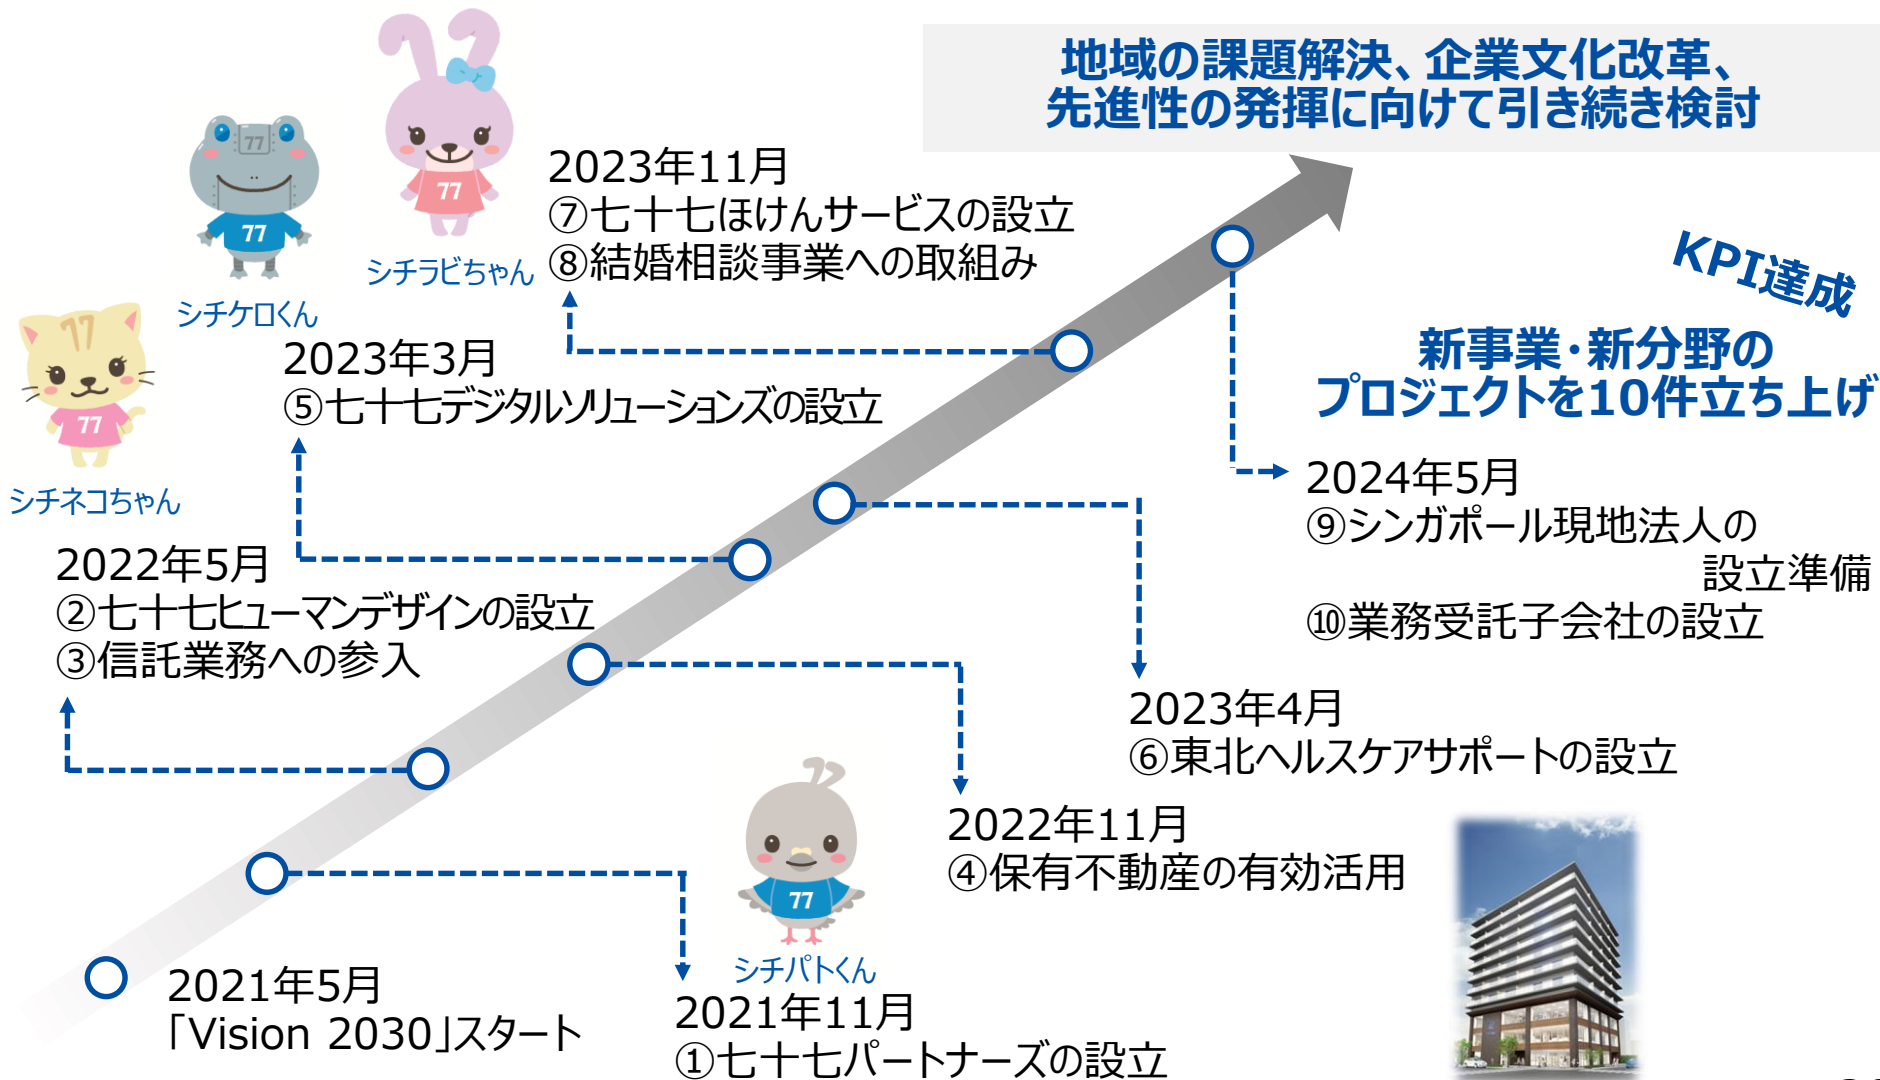 地域の課題解決、企業文化改革、
先進性の発揮に向けて引き続き検討
77
77
シチケロくん
77
シチラビちゃん
77
77
シチネコちゃん
2023年11月
⑦七十七ほけんサービスの設立
⑧結婚相談事業への取組み
KPI達成
新事業・新分野の
プロジェクトを10件立ち上げ
2023年3月
⑤七十七デジタルソリューションズの設立
2024年5月
⑨シンガポール現地法人の
設立準備
⑩業務受託子会社の設立
2022年5月
②七十七ヒューマンデザインの設立
③信託業務への参入
2023年4月
⑥東北ヘルスケアサポートの設立
2022年11月
④保有不動産の有効活用
77
77
シチパトくん
2021年5月
「Vision 2030」スタート
2021年11月
①七十七パートナーズの設立